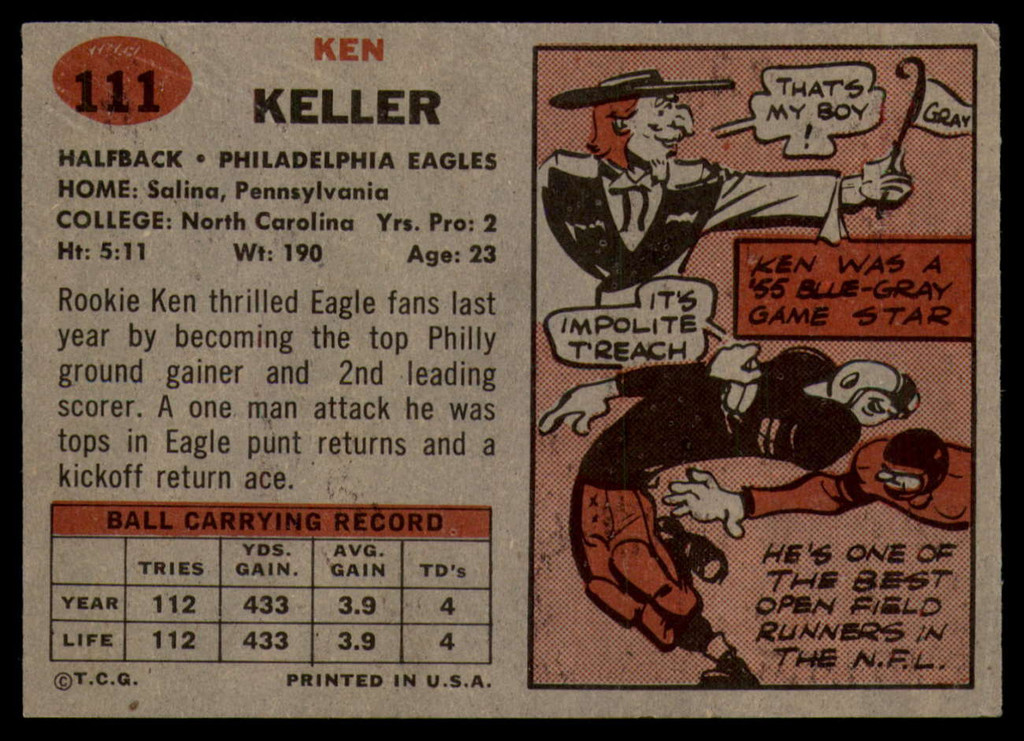 111
KEN
KELLER
HALFBACK • PHILADELPHIA EAGLES
HOME: Salina, Pennsylvania
COLLEGE: North Carolina Yrs. Pro: 2
Ht: 5:11 Wt: 190 Age: 23
Rookie Ken thrilled Eagle fans last
year by becoming the top Philly
ground gainer and 2nd leading
scorer. A one man attack he was
tops in Eagle punt returns and a
kickoff return ace.
BALL CARRYING RECORD
TRIES YDS. GAIN. AVG. GAIN TD's
YEAR 112 433 3.9 4
LIFE 112 433 3.9 4
©T.C.G. PRINTED IN U.S.A.
THAT'S
MY BOY
!
GRAY
KEN WAS A
'55 BLUE-GRAY
GAME STAR
IT'S
IMPOLITE
T'REACH
HE'S ONE OF
THE BEST
OPEN FIELD
RUNNERS IN
THE N.F.L.